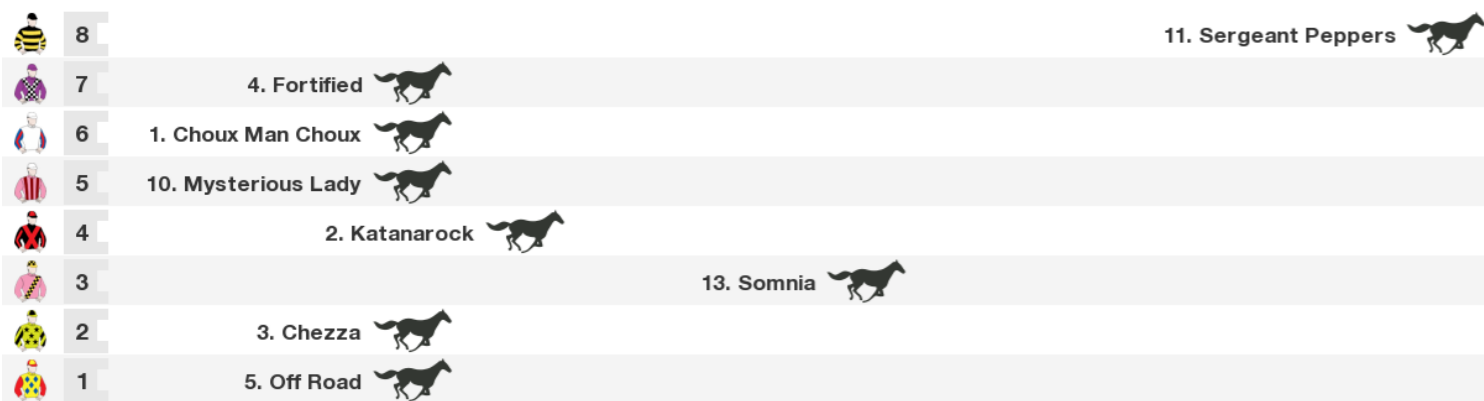 8 11. Sergeant Peppers
7 4. Fortified
6 1. Choux Man Choux
5 10. Mysterious Lady
4 2. Katanarock
3 13. Somnia
2 3. Chezza
1 5. Off Road